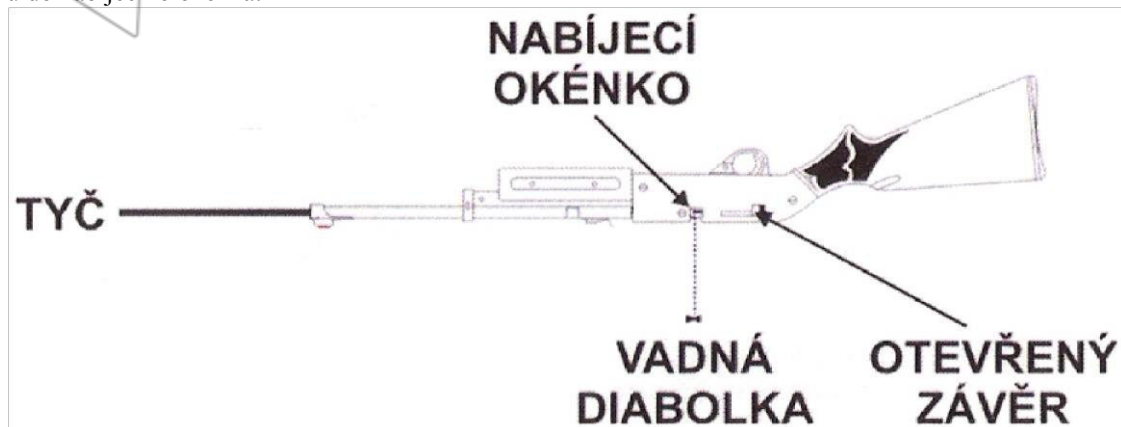 NABÍJECÍ
OKÉNKO
TYČ
VADNÁ
DIABOLKA
OTEVŘENÝ
ZÁVĚR